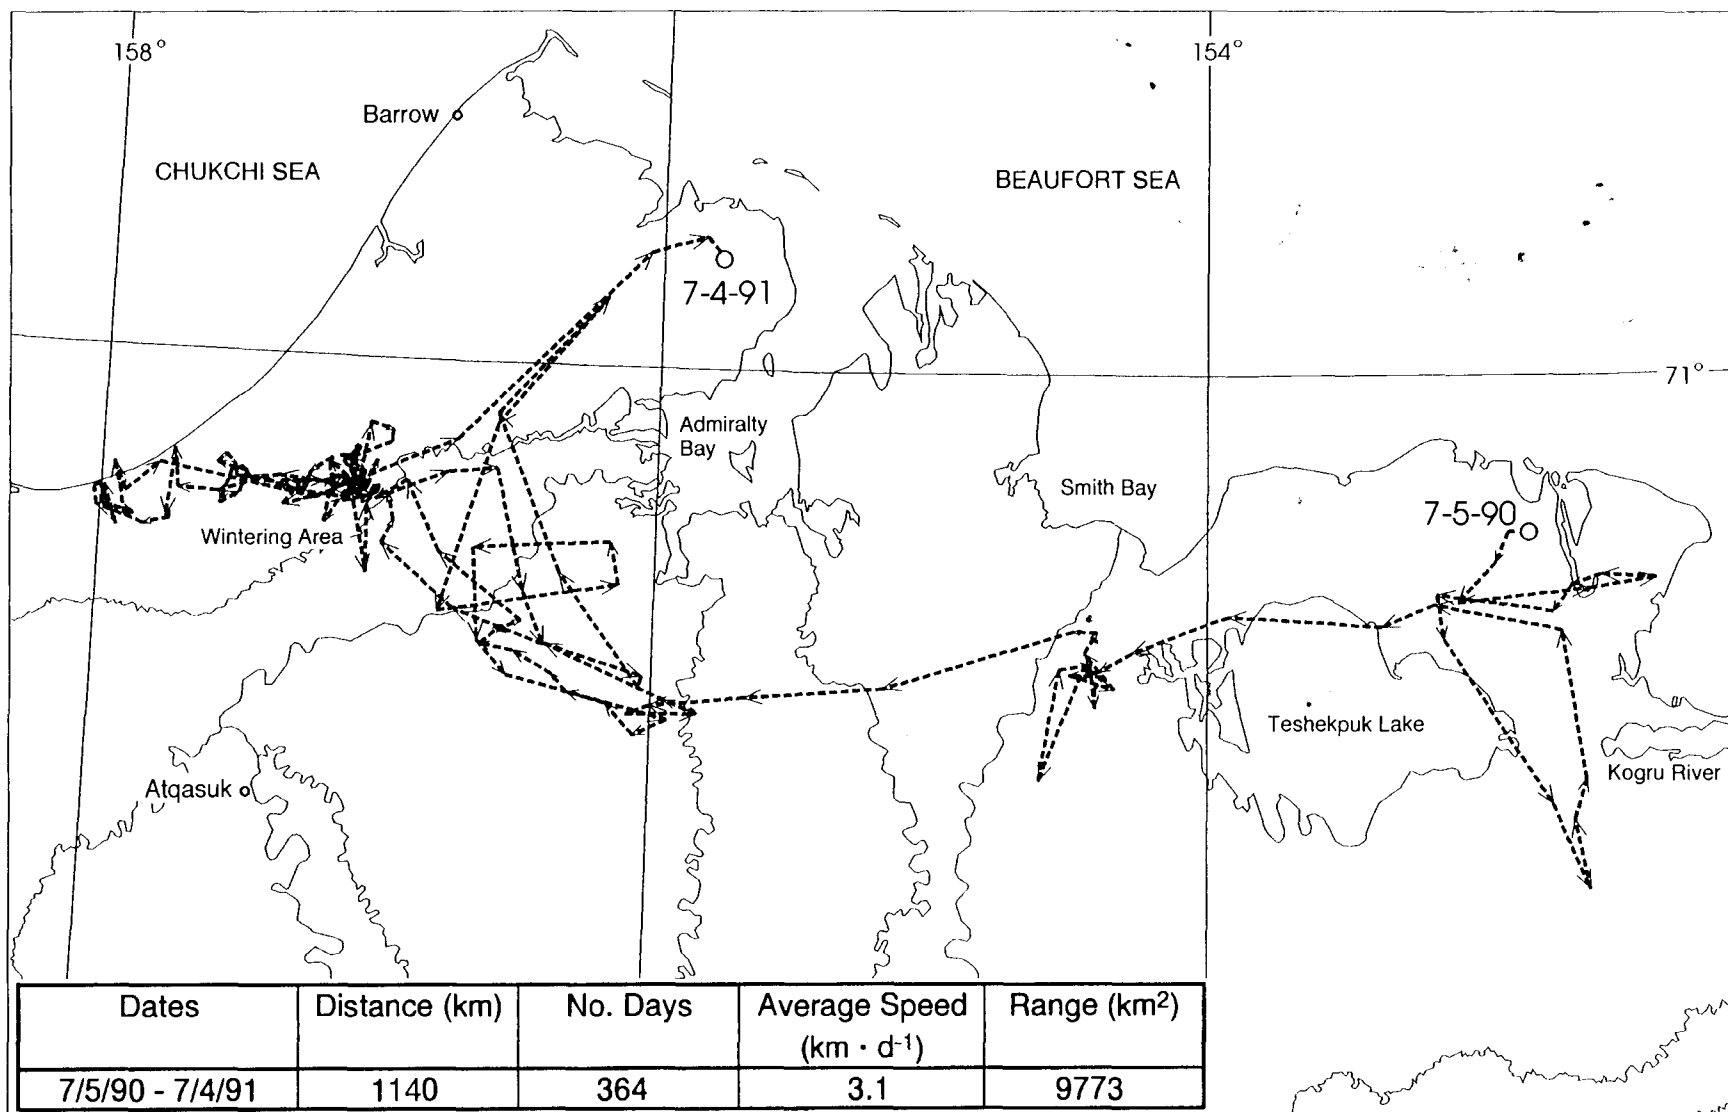 158°
154°
Barrow
CHUKCHI SEA
BEAUFORT SEA
7-4-91
71°
Admiralty
Bay
Smith Bay
7-5-90
Wintering Area
Teshekpuk Lake
Kogru River
Atqasuk
Dates Distance (km) No. Days Average Speed (km · d⁻¹) Range (km²)
7/5/90 - 7/4/91 1140 364 3.1 9773